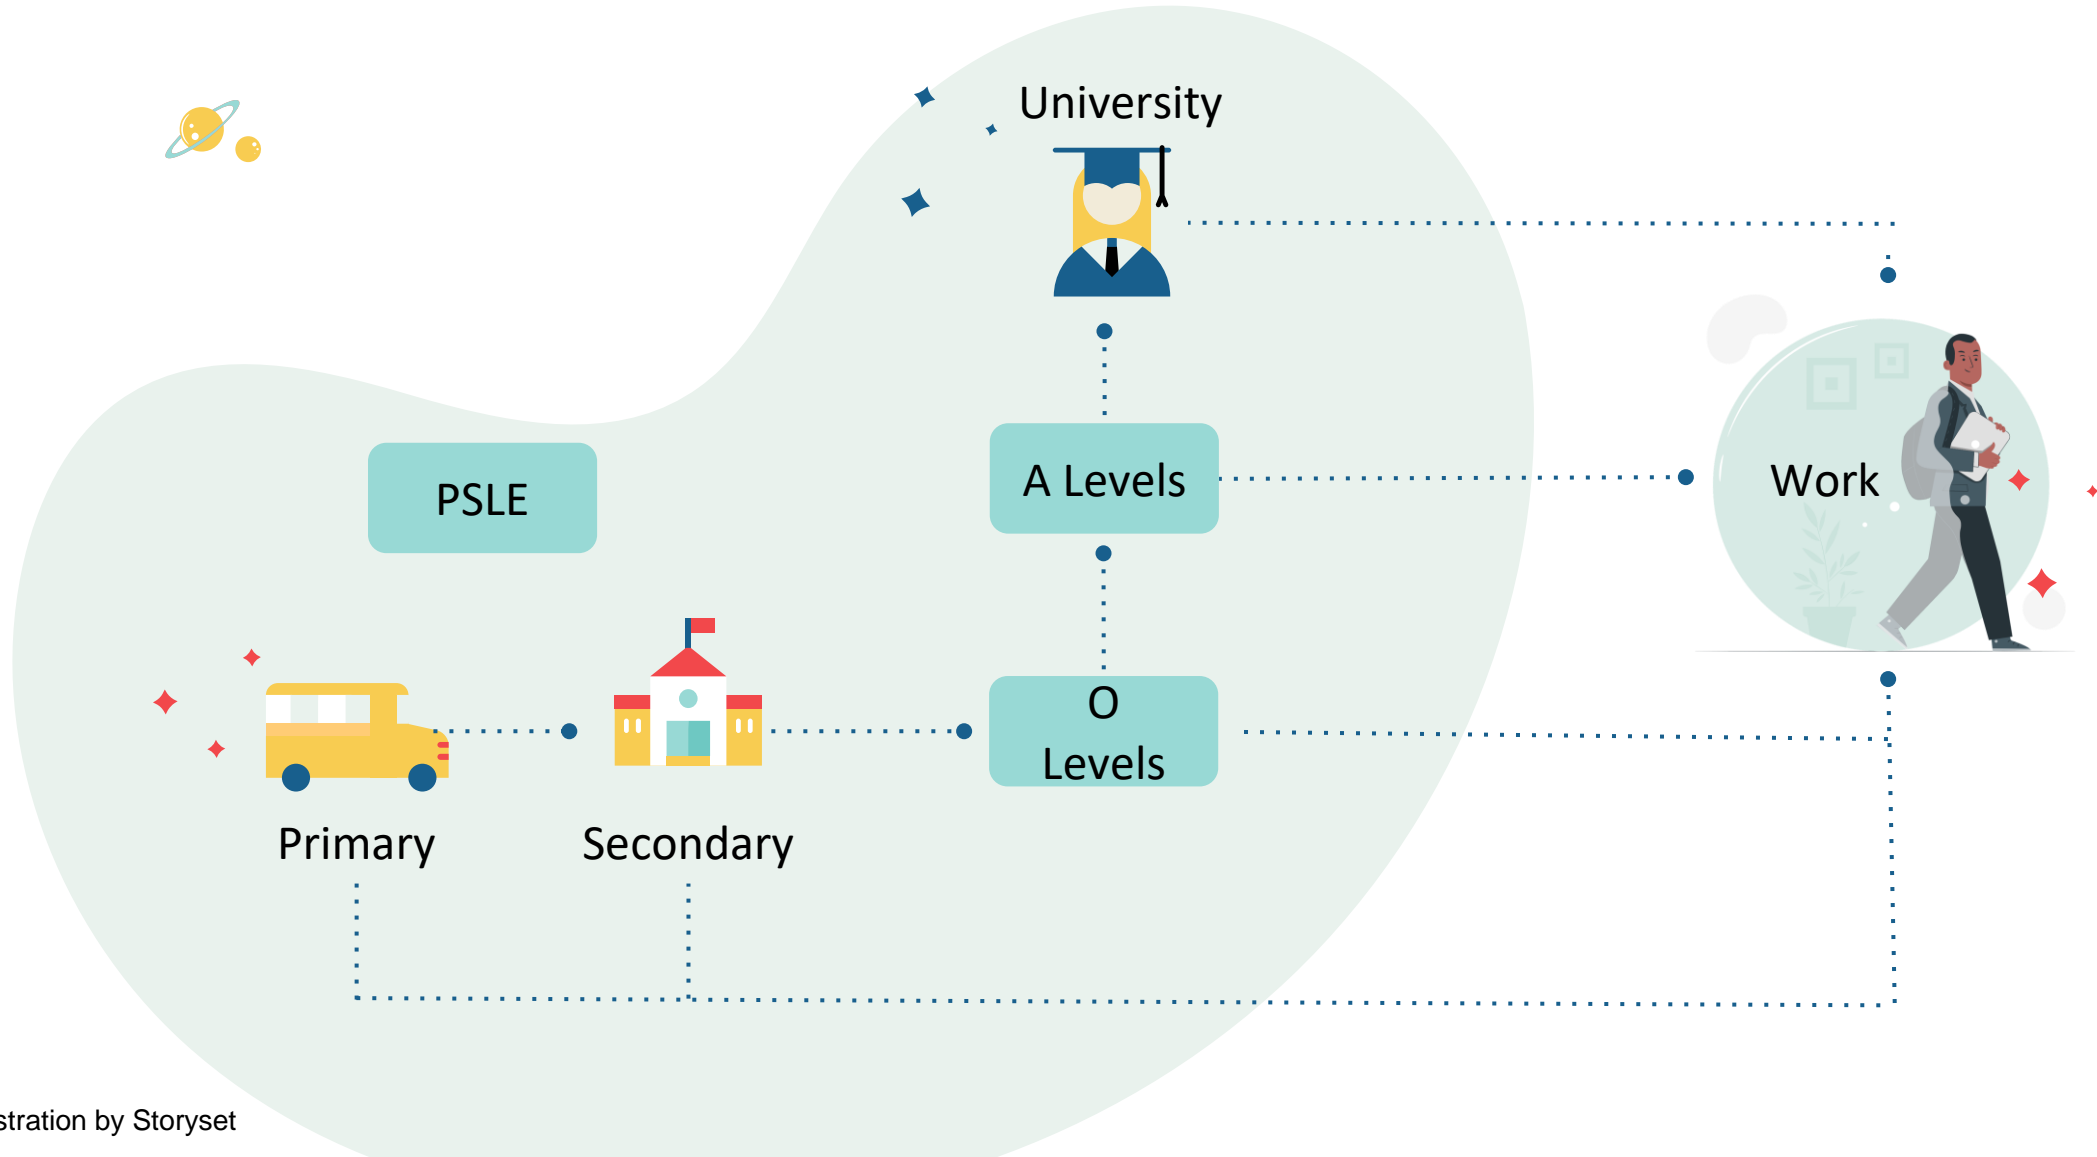 University
PSLE
A Levels
Work
O
Levels
Primary
Secondary
stration by Storyset